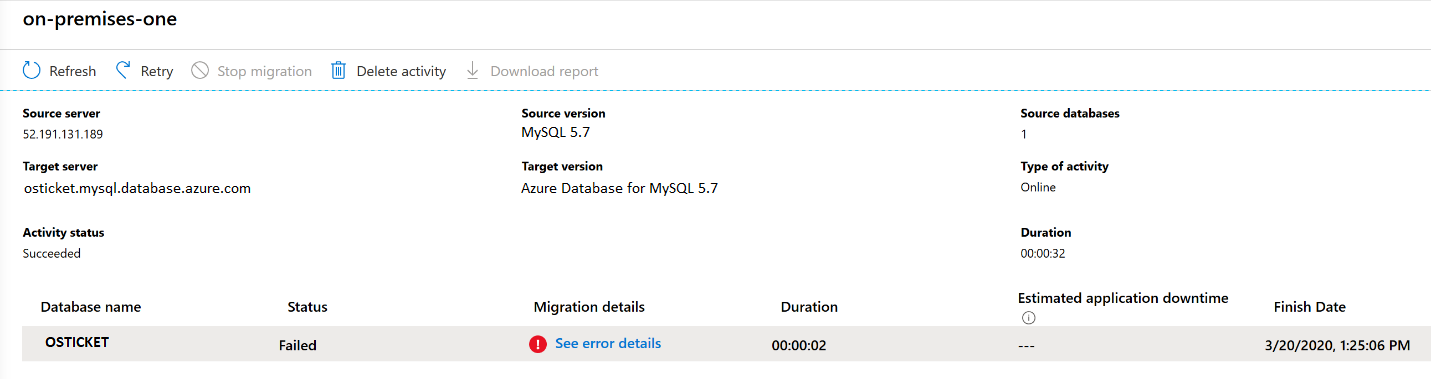 on-premises-one
Refresh Retry Stop migration Delete activity Download report
Source server Source version Source databases
52.191.131.189 MySQL 5.7 1
Target server Target version Type of activity
osticket.mysql.database.azure.com Azure Database for MySQL 5.7 Online
Activity status Duration
Succeeded 00:00:32
Database name Status Migration details Duration Estimated application downtime Finish Date
OSTICKET Failed See error details 00:00:02 --- 3/20/2020, 1:25:06 PM